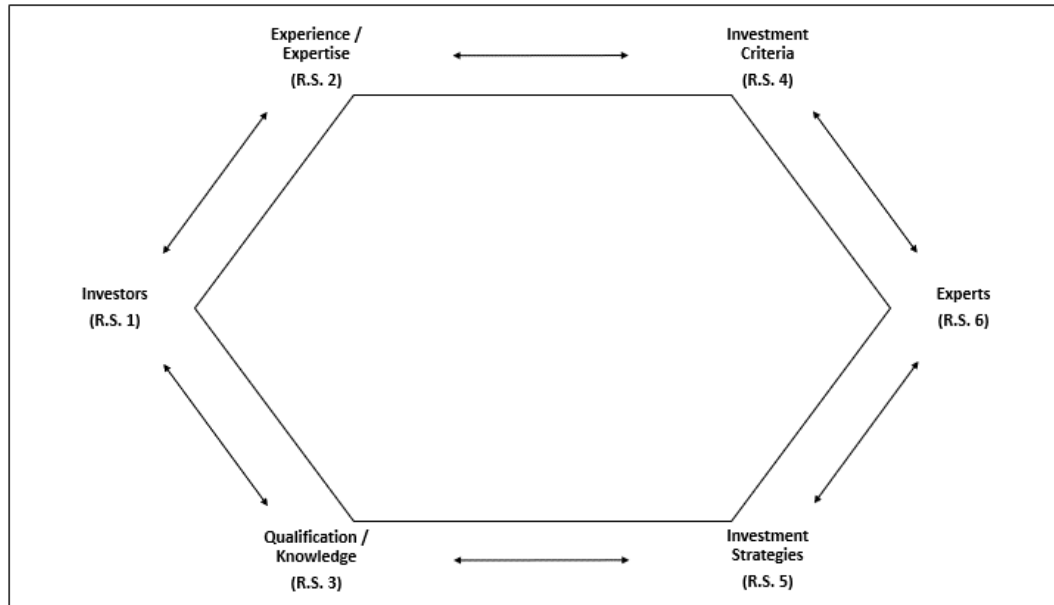 Experience /
Expertise
(R.S. 2)
Investment
Criteria
(R.S. 4)
Investors
(R.S. 1)
Experts
(R.S. 6)
Qualification /
Knowledge
(R.S. 3)
Investment
Strategies
(R.S. 5)